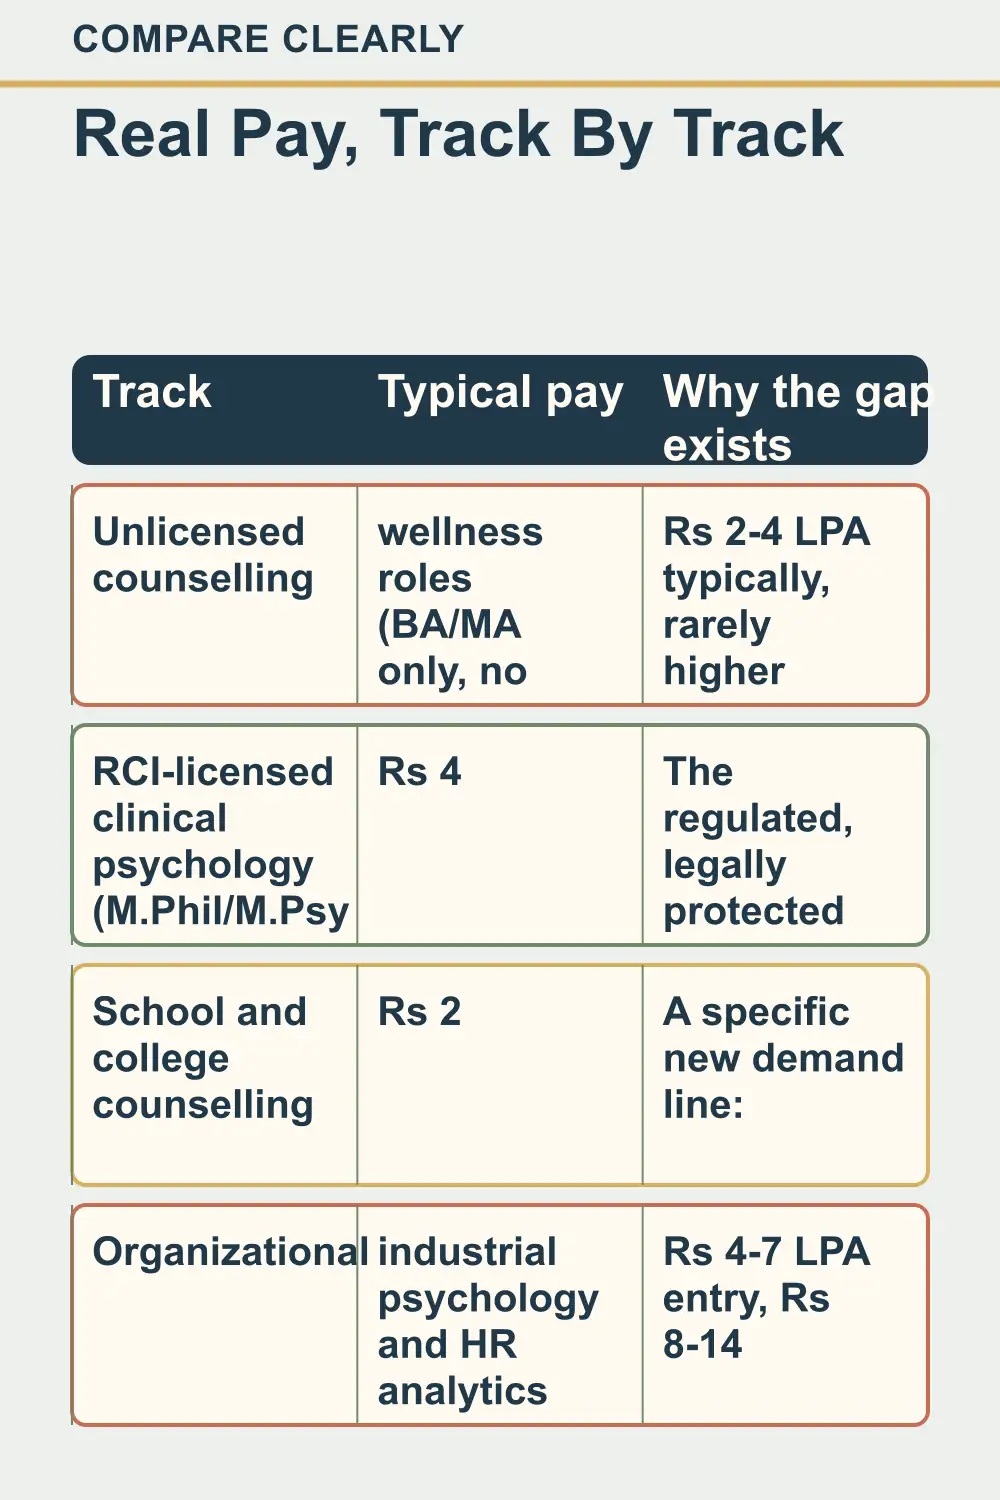 COMPARE CLEARLY
Real Pay, Track By Track
Track
Typical pay
Why the gap
exists
Unlicensed
counselling
wellness
roles
(BA/MA
only, no
Rs 2-4 LPA
typically,
rarely
higher
RCI-licensed
clinical
psychology
(M.Phil/M.Psy
Rs 4
The
regulated,
legally
protected
School and
college
counselling
Rs 2
A specific
new demand
line:
Organizational
industrial
psychology
and HR
analytics
Rs 4-7 LPA
entry, Rs
8-14